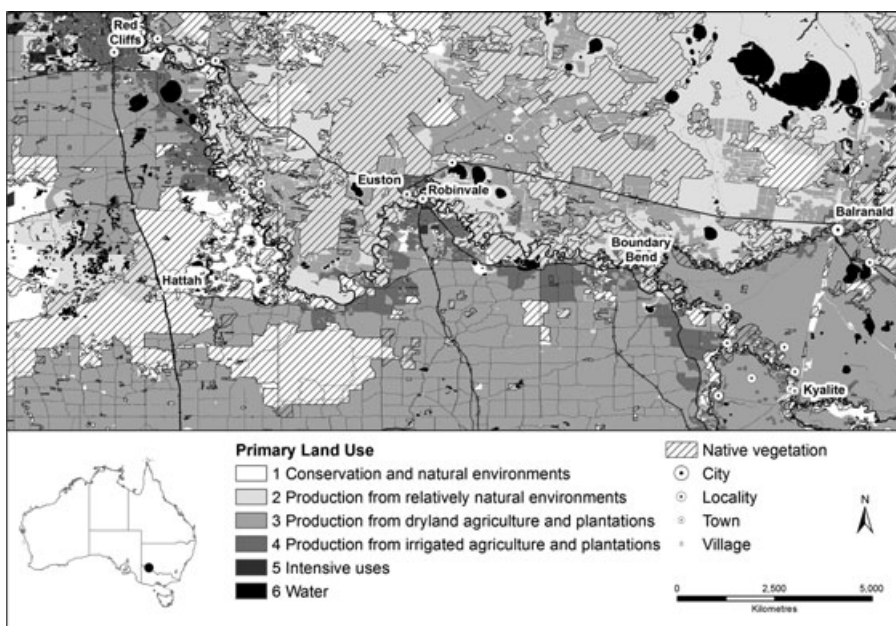 Red
Cliffs
Euston
Robinvale
Balranald
Boundary
Bend
Hattah
Kyalite
Primary Land Use
1 Conservation and natural environments
2 Production from relatively natural environments
3 Production from dryland agriculture and plantations
4 Production from irrigated agriculture and plantations
5 Intensive uses
6 Water
Native vegetation
City
Locality
Town
Village
N
0 2,500 5,000
Kilometres